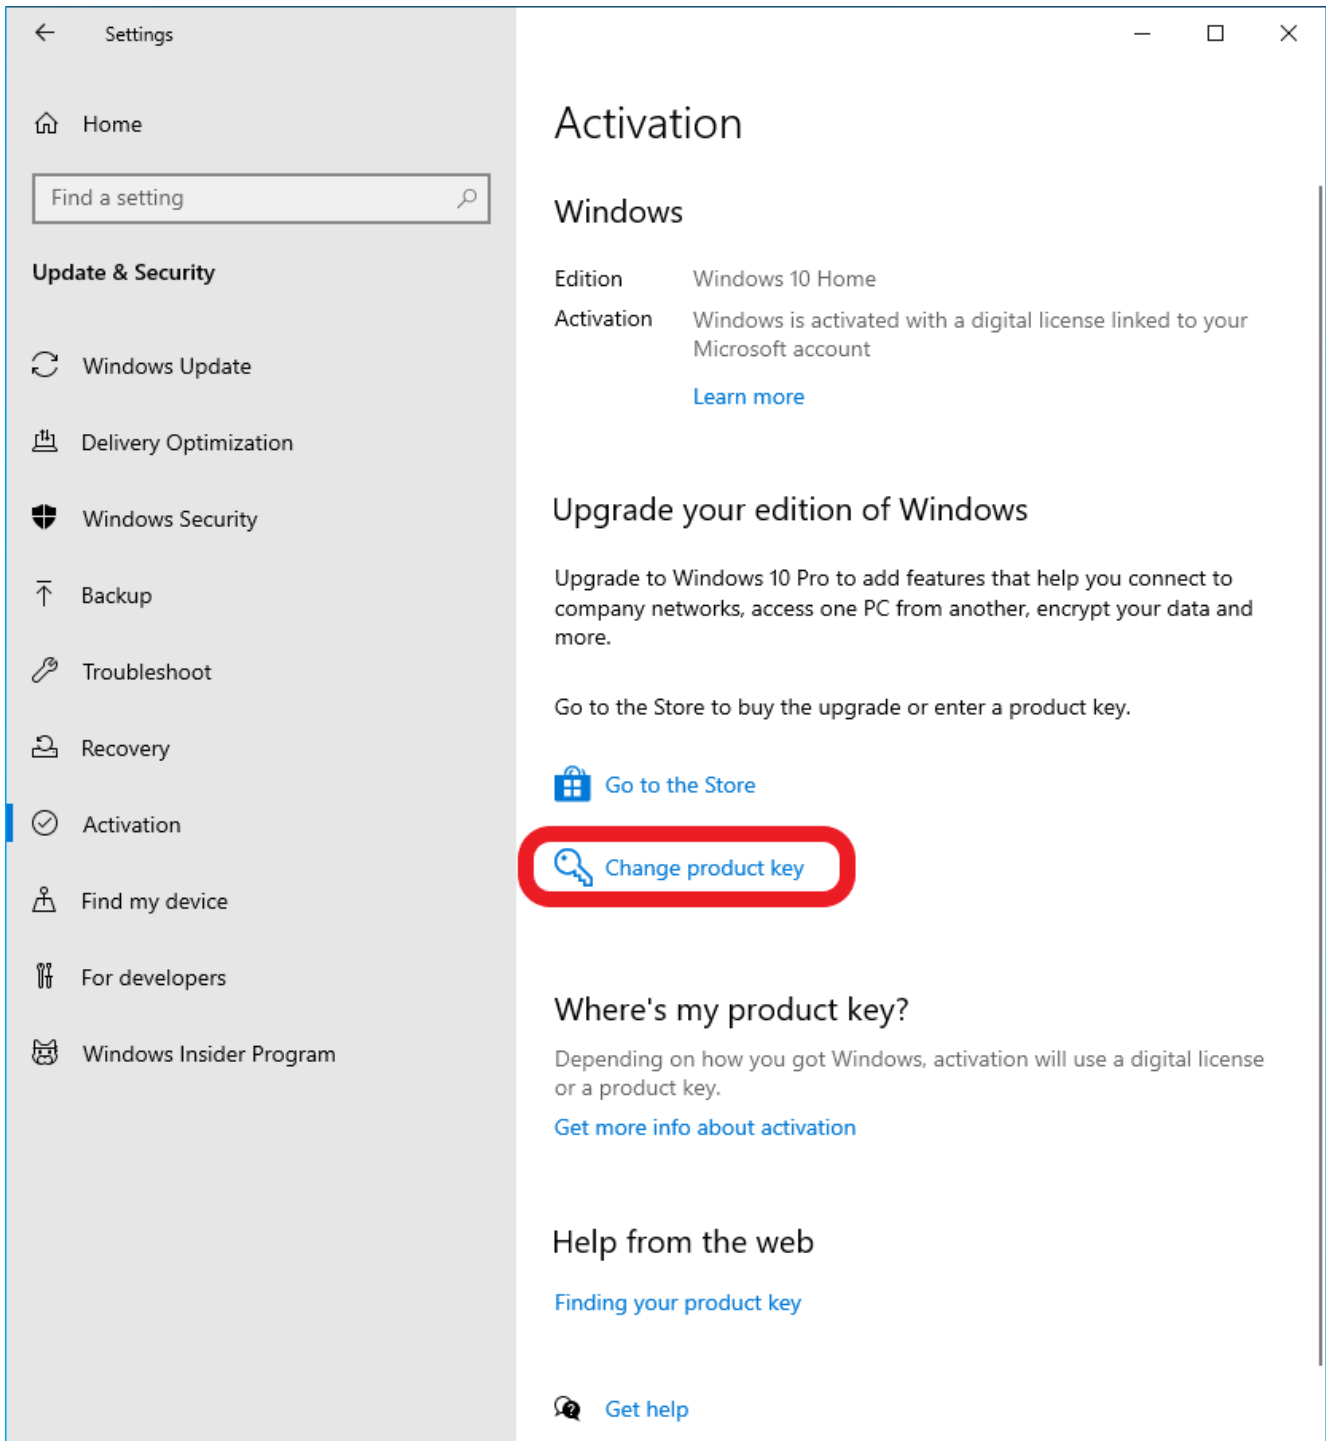 Settings
Home
Find a setting
Update & Security
Windows Update
Delivery Optimization
Windows Security
Backup
Troubleshoot
Recovery
Activation
Find my device
For developers
Windows Insider Program
Activation
Windows
Edition Windows 10 Home
Activation Windows is activated with a digital license linked to your
Microsoft account
Learn more
Upgrade your edition of Windows
Upgrade to Windows 10 Pro to add features that help you connect to
company networks, access one PC from another, encrypt your data and
more.
Go to the Store to buy the upgrade or enter a product key.
Go to the Store
Change product key
Where's my product key?
Depending on how you got Windows, activation will use a digital license
or a product key.
Get more info about activation
Help from the web
Finding your product key
Get help